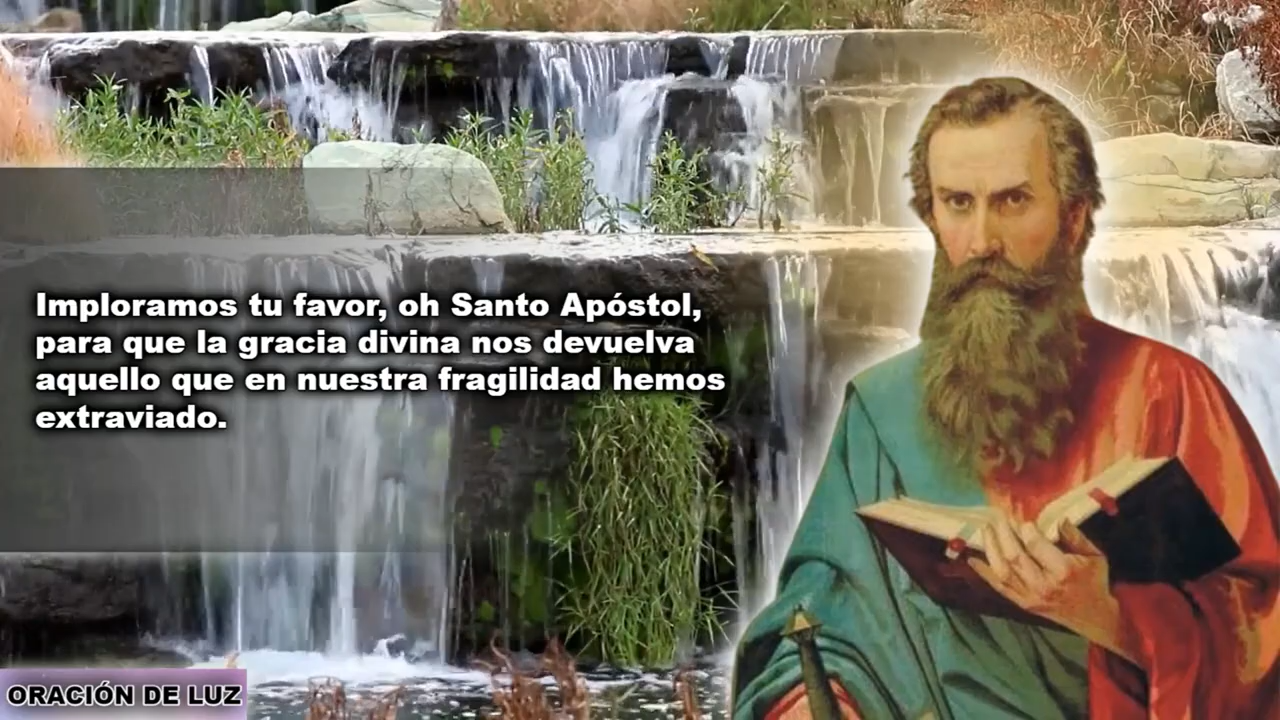 Imploramos tu favor, oh Santo Apóstol,
para que la gracia divina nos devuelva
aquello que en nuestra fragilidad hemos
extraviado.
ORACIÓN DE LUZ